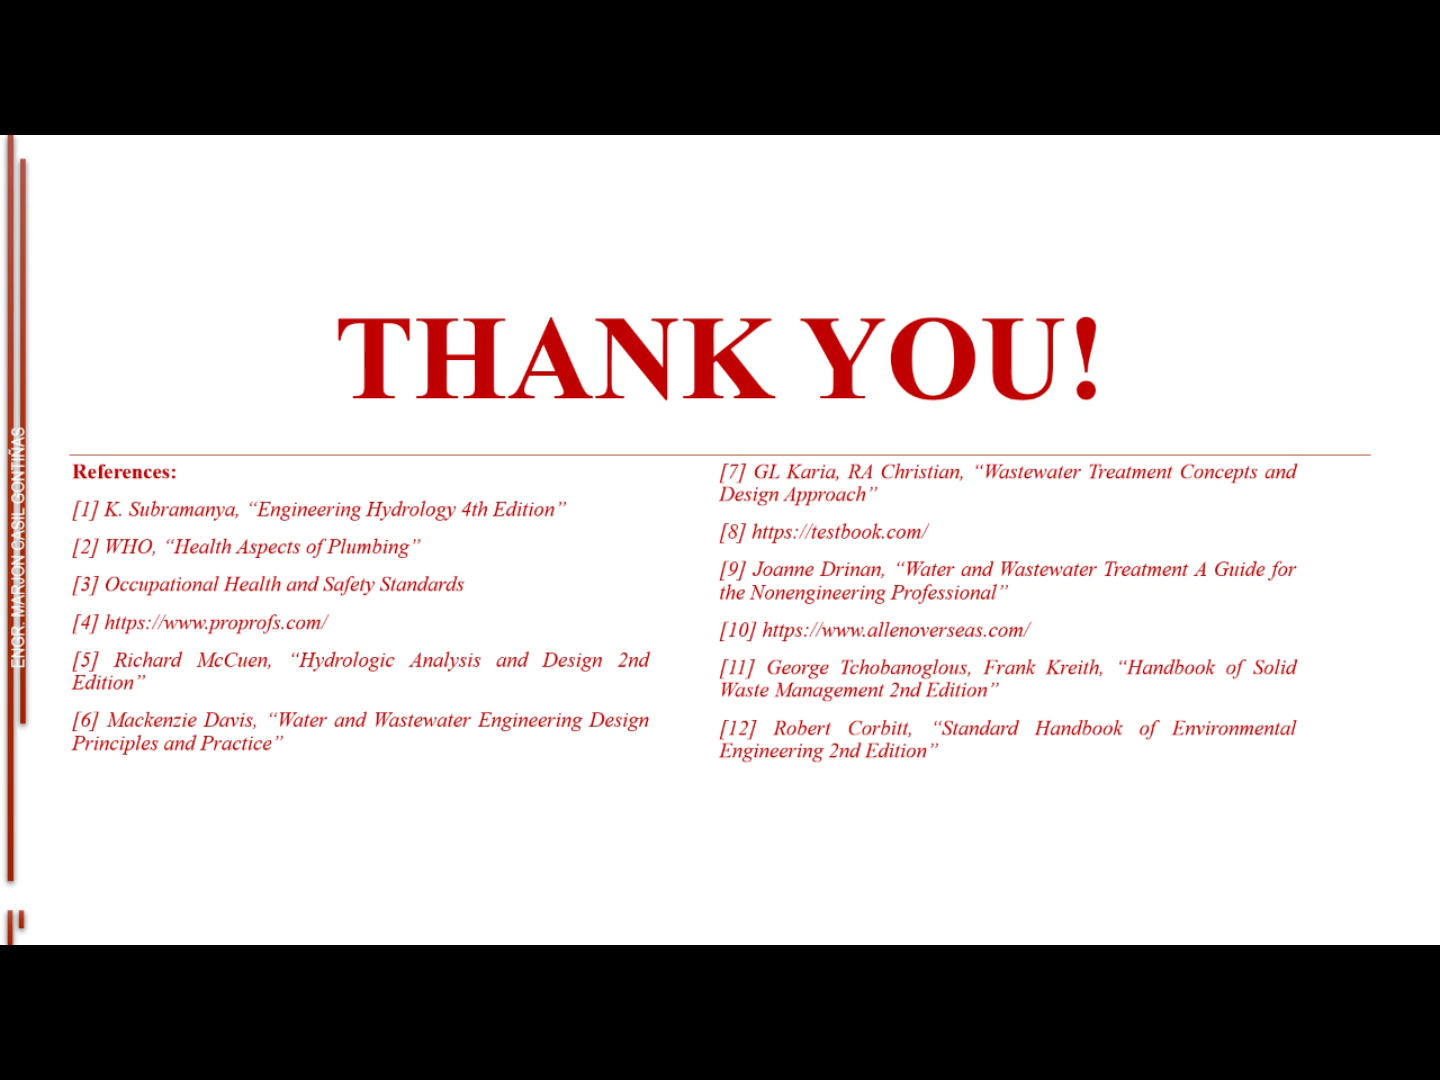 THANK YOU!
References:
[1] K. Subramanya, “Engineering Hydrology 4th Edition”
[2] WHO, “Health Aspects of Plumbing”
[3] Occupational Health and Safety Standards
[4] https://www.proprofs.com/
[5] Richard McCuen, “Hydrologic Analysis and Design 2nd
Edition”
[6] Mackenzie Davis, “Water and Wastewater Engineering Design
Principles and Practice”
[7] GL Karia, RA Christian, “Wastewater Treatment Concepts and
Design Approach”
[8] https://testbook.com/
[9] Joanne Drinan, “Water and Wastewater Treatment A Guide for
the Nonengineering Professional”
[10] https://www.allenoverseas.com/
[11] George Tchobanoglous, Frank Kreith, “Handbook of Solid
Waste Management 2nd Edition”
[12] Robert Corbitt, “Standard Handbook of Environmental
Engineering 2nd Edition”
ENGR. MARJON CASIL GONTIÑAS